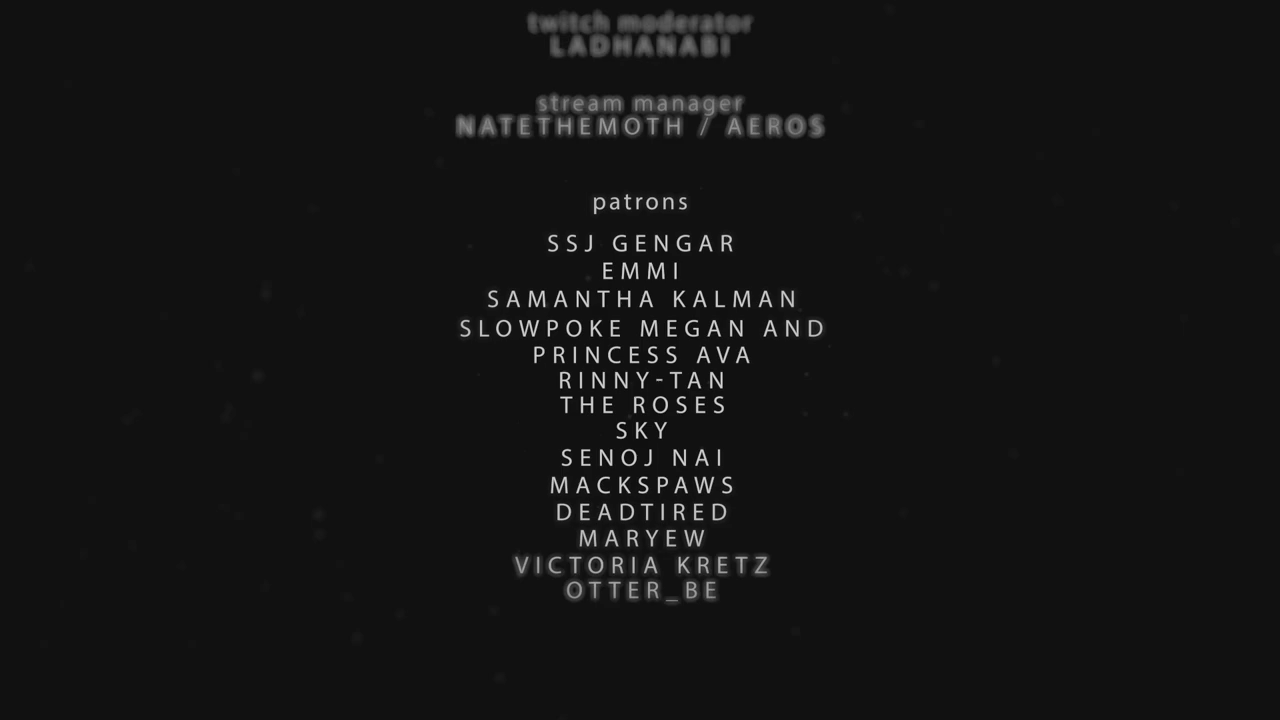 twitch moderator
LADHANABI
stream manager
NATETHEMOTH / AEROS
patrons
SSJ GENGAR
EMMI
SAMANTHA KALMAN
SLOWPOKE MEGAN AND
PRINCESS AVA
RINNY-TAN
THE ROSES
SKY
SENOJ NAI
MACKSPAWS
DEADTIRED
MARYEW
VICTORIA KRETZ
OTTER_BE